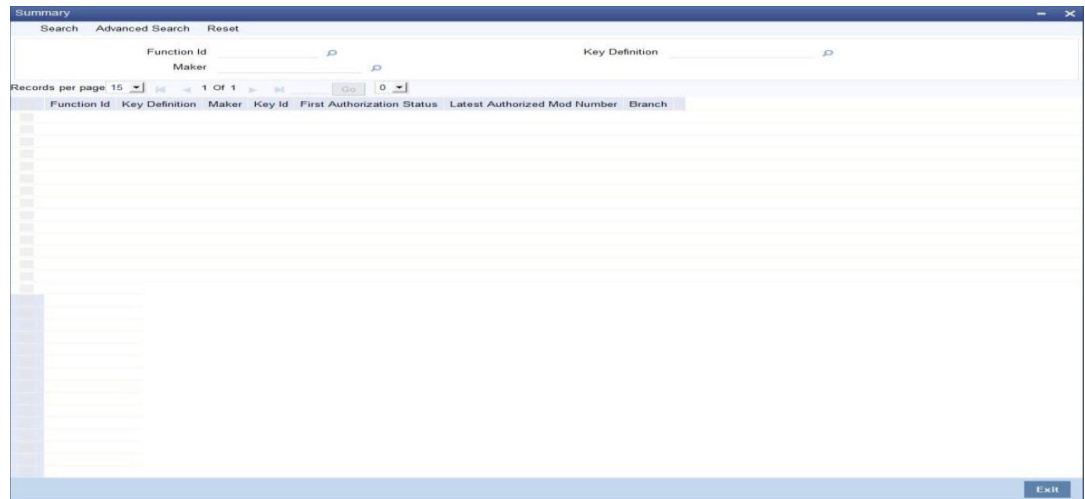 Summary
Search Advanced Search Reset
Function Id Key Definition
Maker
Records per page 15 1 Of 1 Go 0
Function Id Key Definition Maker Key Id First Authorization Status Latest Authorized Mod Number Branch
Exit